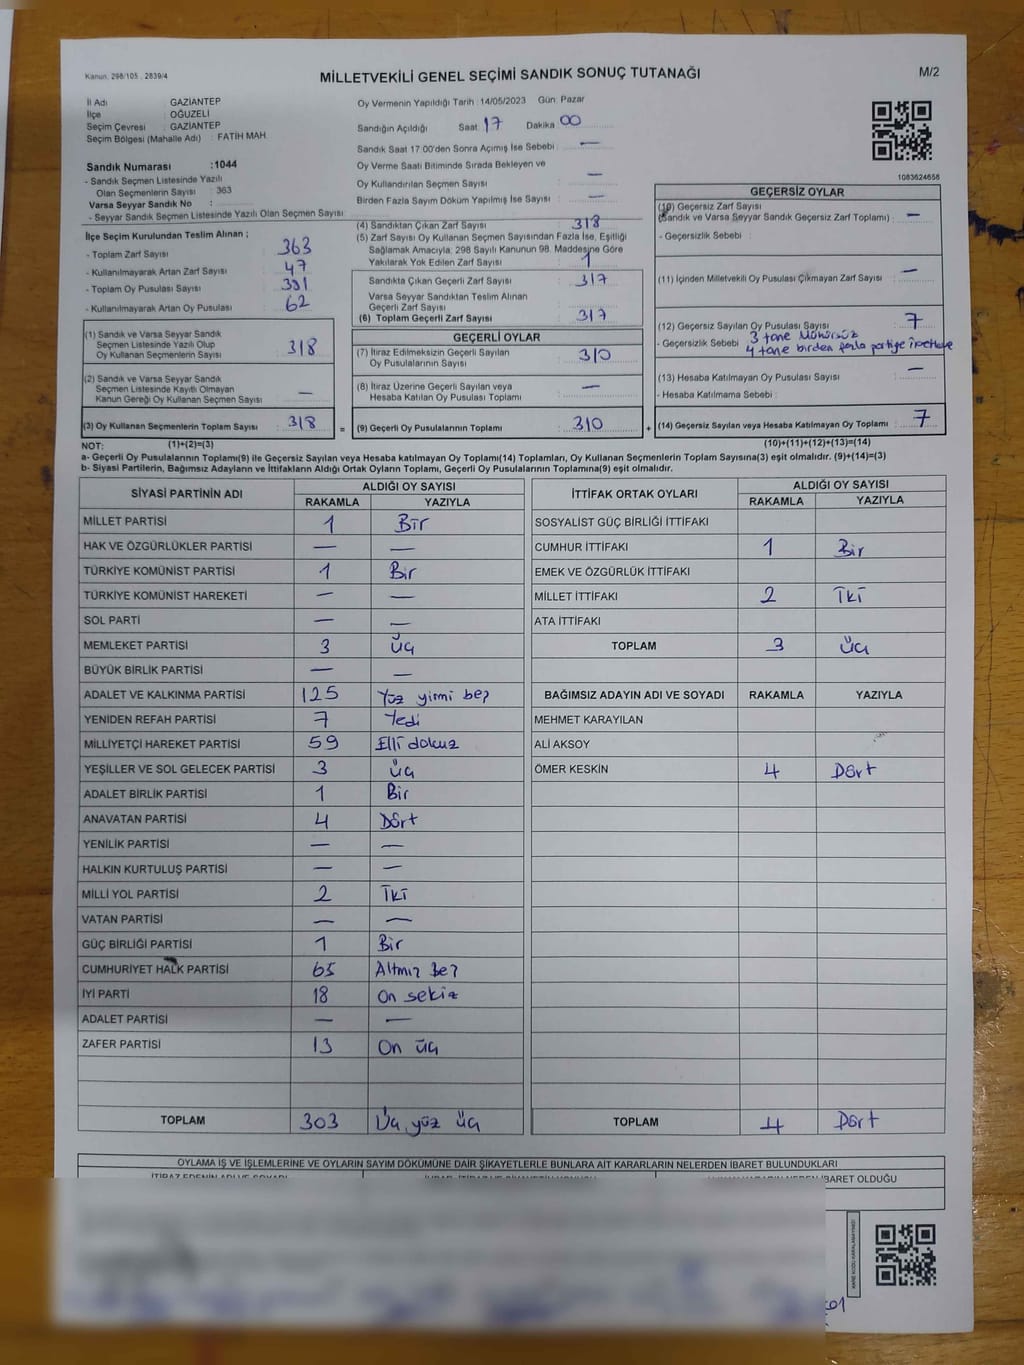 Kanun, 298/105 , 2839/4
MİLLETVEKİLİ GENEL SEÇİMİ SANDIK SONUÇ TUTANAĞI
M/2
İl Adı GAZİANTEP
İlçe OĞUZELİ
Seçim Çevresi : GAZİANTEP
Seçim Bölgesi (Mahalle Adı) : FATİH MAH.
Sandık Numarası :1044
- Sandık Seçmen Listesinde Yazılı
Olan Seçmenlerin Sayısı : 363
Varsa Seyyar Sandık No :
- Seyyar Sandık Seçmen Listesinde Yazılı Olan Seçmen Sayısı:
Oy Vermenin Yapıldığı Tarih : 14/05/2023 Gün: Pazar
Sandığın Açıldığı Saat 17 Dakika 00
Sandık Saat 17:00'den Sonra Açımış İse Sebebi : —
Oy Verme Saati Bitiminde Sırada Bekleyen ve
Oy Kullandırılan Seçmen Sayısı : —
Birden Fazla Sayım Döküm Yapılmış İse Sayısı : —
1083624656
İlçe Seçim Kurulundan Teslim Alınan ;
- Toplam Zarf Sayısı 363
- Kullanılmayarak Artan Zarf Sayısı : 47
- Toplam Oy Pusulası Sayısı : 381
- Kullanılmayarak Artan Oy Pusulası : 62
(1) Sandık ve Varsa Seyyar Sandık
Seçmen Listesinde Yazılı Olup
Oy Kullanan Seçmenlerin Sayısı : 318
(2) Sandık ve Varsa Seyyar Sandık
Seçmen Listesinde Kayıtlı Olmayan
Kanun Gereği Oy Kullanan Seçmen Sayısı : —
(3) Oy Kullanan Seçmenlerin Toplam Sayısı : 318 =
(4) Sandıktan Çıkan Zarf Sayısı : 318
(5) Zarf Sayısı Oy Kullanan Seçmen Sayısından Fazla İse, Eşitliği
Sağlamak Amacıyla, 298 Sayılı Kanunun 98. Maddesine Göre
Yakılarak Yok Edilen Zarf Sayısı : 1
Sandıkta Çıkan Geçerli Zarf Sayısı : 317
Varsa Seyyar Sandıktan Teslim Alınan
Geçerli Zarf Sayısı
(6) Toplam Geçerli Zarf Sayısı : 317
GEÇERLİ OYLAR
(7) İtiraz Edilmeksizin Geçerli Sayılan
Oy Pusulalarının Sayısı : 310
(8) İtiraz Üzerine Geçerli Sayılan veya
Hesaba Katılan Oy Pusulası Toplamı : —
(9) Geçerli Oy Pusulalarının Toplamı : 310 +
GEÇERSİZ OYLAR
(10) Geçersiz Zarf Sayısı
(Sandık ve Varsa Seyyar Sandık Geçersiz Zarf Toplamı) : —
- Geçersizlik Sebebi :
(11) İçinden Milletvekili Oy Pusulası Çıkmayan Zarf Sayısı : —
(12) Geçersiz Sayılan Oy Pusulası Sayısı : 7
- Geçersizlik Sebebi 3 tane Mühürsüz
4 tane birden fazla partiye
(13) Hesaba Katılmayan Oy Pusulası Sayısı : —
- Hesaba Katılmama Sebebi :
(14) Geçersiz Sayılan veya Hesaba Katılmayan Oy Toplamı : 7
NOT: (1)+(2)=(3) (10)+(11)+(12)+(13)=(14)
a- Geçerli Oy Pusulasının Toplamı(9) ile Geçersiz Sayılan veya Hesaba katılmayan Oy Toplamı(14) Toplamları, Oy Kullanan Seçmenlerin Toplam Sayısına(3) eşit olmalıdır. (9)+(14)=(3)
b- Siyasi Partilerin, Bağımsız Adayların ve İttifakların Aldığı Ortak Oyların Toplamı, Geçerli Oy Pusulalarının Toplamına(9) eşit olmalıdır.
SİYASİ PARTİNİN ADI ALDIĞI OY SAYISI
RAKAMLA YAZIYLA
MİLLET PARTİSİ 1 Bir
HAK VE ÖZGÜRLÜKLER PARTİSİ — —
TÜRKİYE KOMÜNİST PARTİSİ 1 Bir
TÜRKİYE KOMÜNİST HAREKETİ — —
SOL PARTİ — —
MEMLEKET PARTİSİ 3 Üç
BÜYÜK BİRLİK PARTİSİ — —
ADALET VE KALKINMA PARTİSİ 125 Yüz yirmi beş
YENİDEN REFAH PARTİSİ 7 Yedi
MİLLİYETÇİ HAREKET PARTİSİ 59 Elli dokuz
YEŞİLLER VE SOL GELECEK PARTİSİ 3 Üç
ADALET BİRLİK PARTİSİ 1 Bir
ANAVATAN PARTİSİ 4 Dört
YENİLİK PARTİSİ — —
HALKIN KURTULUŞ PARTİSİ — —
MİLLİ YOL PARTİSİ 2 İki
VATAN PARTİSİ — —
GÜÇ BİRLİĞİ PARTİSİ 1 Bir
CUMHURİYET HALK PARTİSİ 65 Altmış beş
İYİ PARTİ 18 On sekiz
ADALET PARTİSİ — —
ZAFER PARTİSİ 13 On üç
TOPLAM 303 Üç yüz üç
İTTİFAK ORTAK OYLARI ALDIĞI OY SAYISI
RAKAMLA YAZIYLA
SOSYALİST GÜÇ BİRLİĞİ İTTİFAKI
CUMHUR İTTİFAKI 1 Bir
EMEK VE ÖZGÜRLÜK İTTİFAKI
MİLLET İTTİFAKI 2 İki
ATA İTTİFAKI
TOPLAM 3 Üç
BAĞIMSIZ ADAYIN ADI VE SOYADI RAKAMLA YAZIYLA
MEHMET KARAYILAN
ALİ AKSOY
ÖMER KESKİN 4 Dört
TOPLAM 4 Dört
OYLAMA İŞ VE İŞLEMLERİNE VE OYLARIN SAYIM DÖKÜMÜNE DAİR ŞİKAYETLERLE BUNLARA AİT KARARLARIN NELERDEN İBARET BULUNDUKLARI
İTİRAZ EDENİN ADI VE SOYADI İBARET OLDUĞU